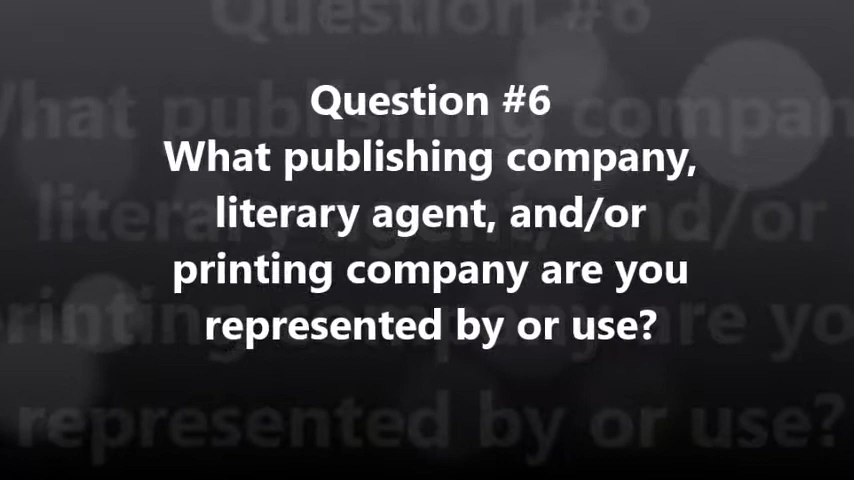 Question #6
What publishing company,
literary agent, and/or
printing company are you
represented by or use?